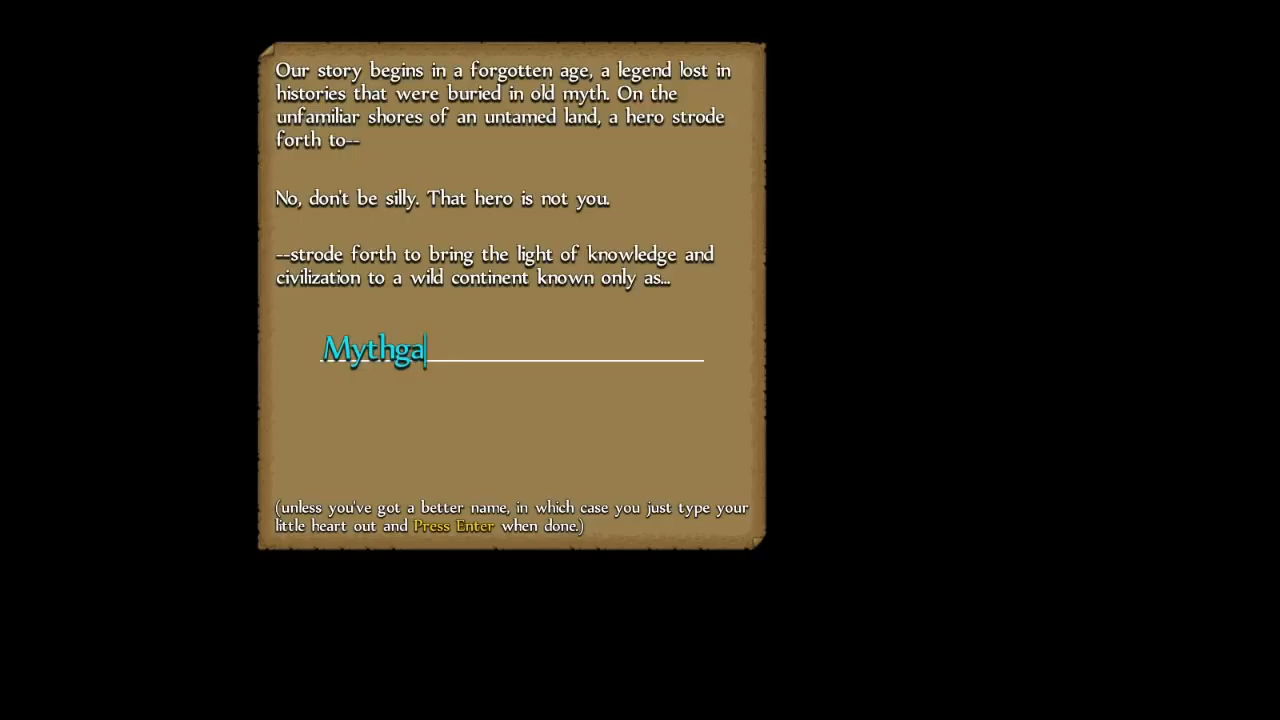 Our story begins in a forgotten age, a legend lost in
histories that were buried in old myth. On the
unfamiliar shores of an untamed land, a hero strode
forth to--
No, don't be silly. That hero is not you.
--strode forth to bring the light of knowledge and
civilization to a wild continent known only as...
Mythga
(unless you've got a better name, in which case you just type your
little heart out and Press Enter when done.)